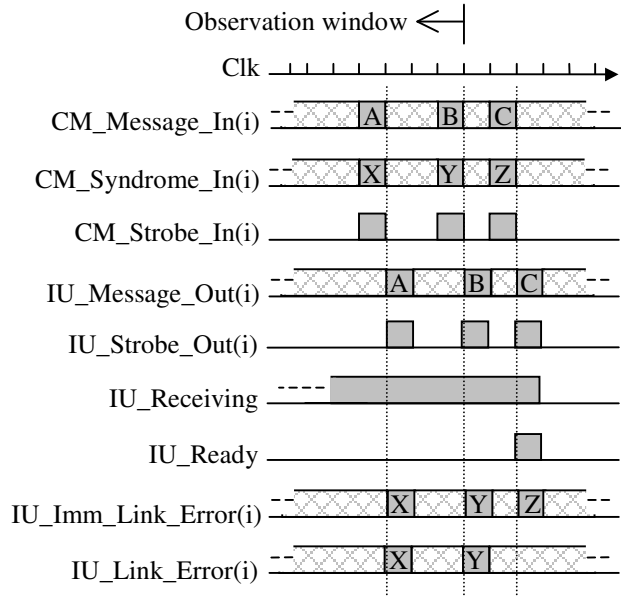 Observation window
Clk
CM_Message_In(i) A B C
CM_Syndrome_In(i) X Y Z
CM_Strobe_In(i)
IU_Message_Out(i) A B C
IU_Strobe_Out(i)
IU_Receiving
IU_Ready
IU_Imm_Link_Error(i) X Y Z
IU_Link_Error(i) X Y